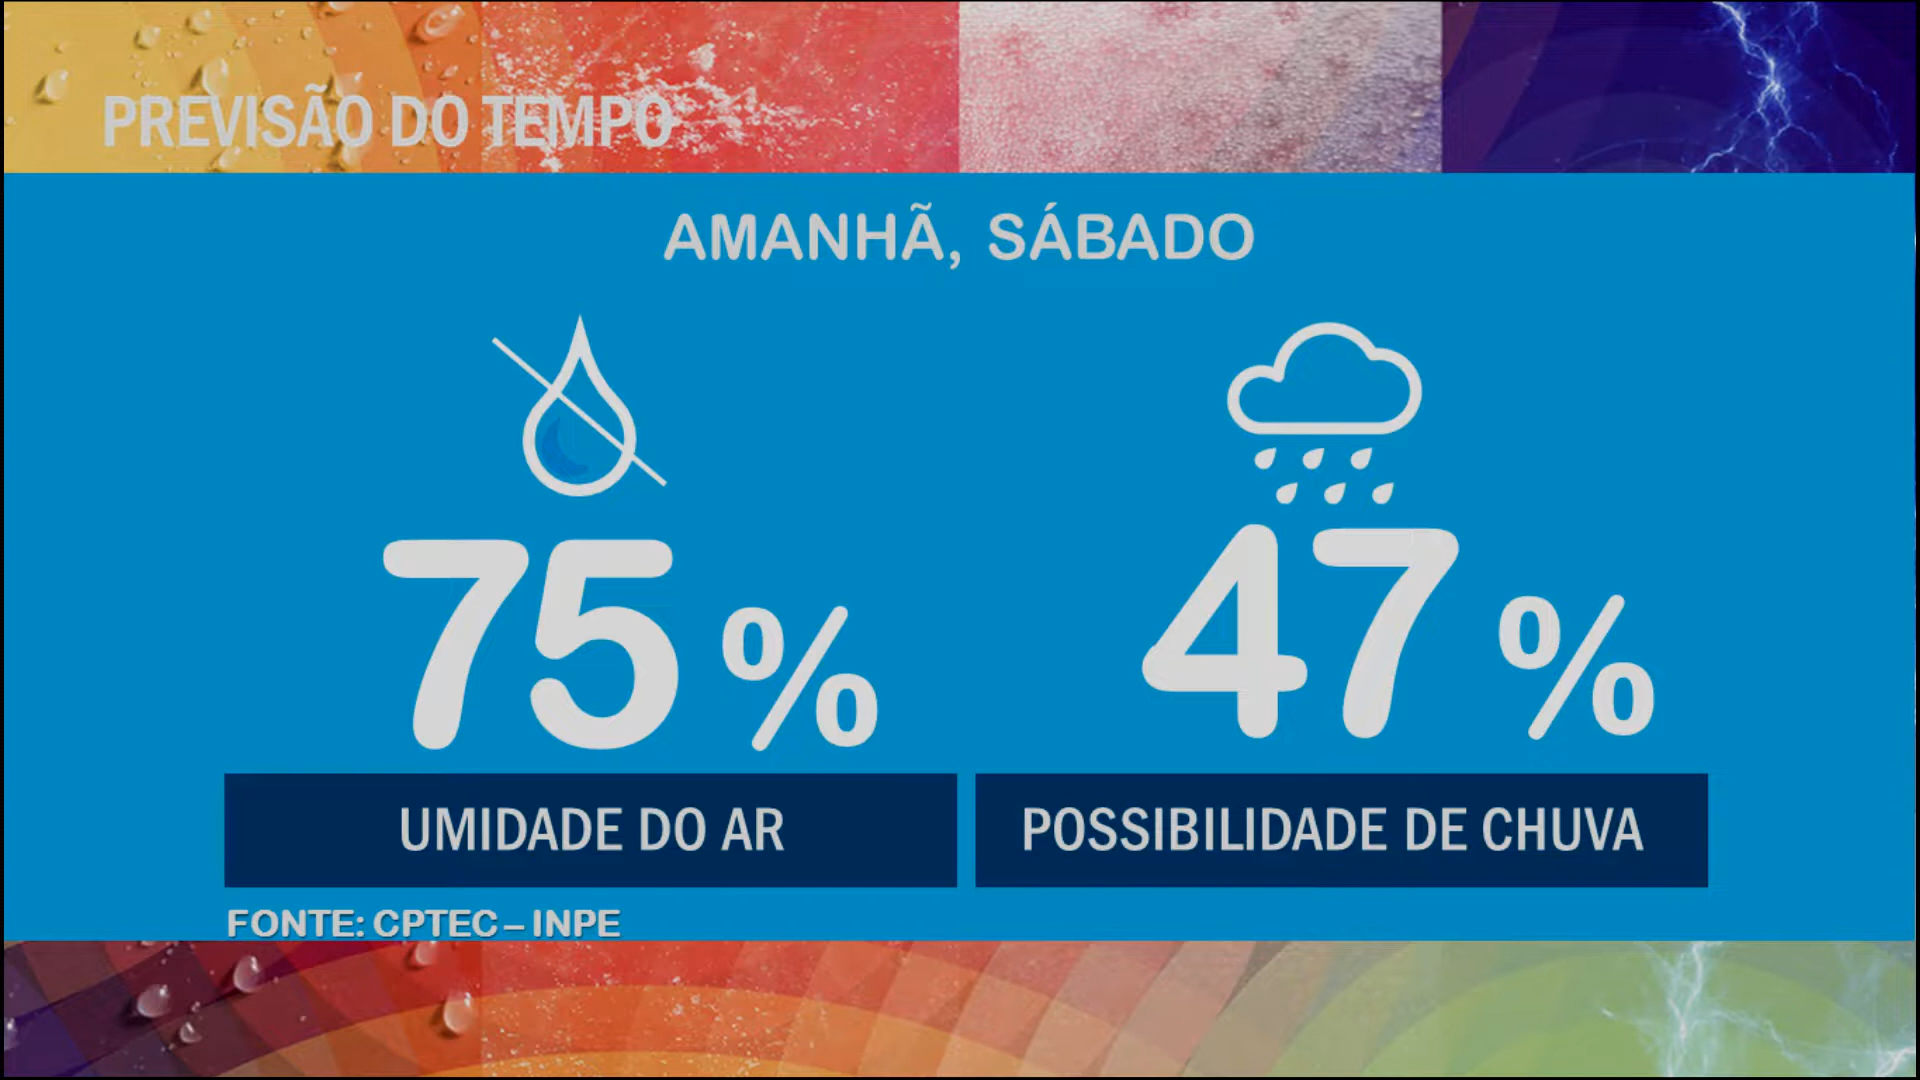 PREVISÃO DO TEMPO
AMANHÃ, SÁBADO
75 %
47 %
UMIDADE DO AR
POSSIBILIDADE DE CHUVA
FONTE: CPTEC – INPE